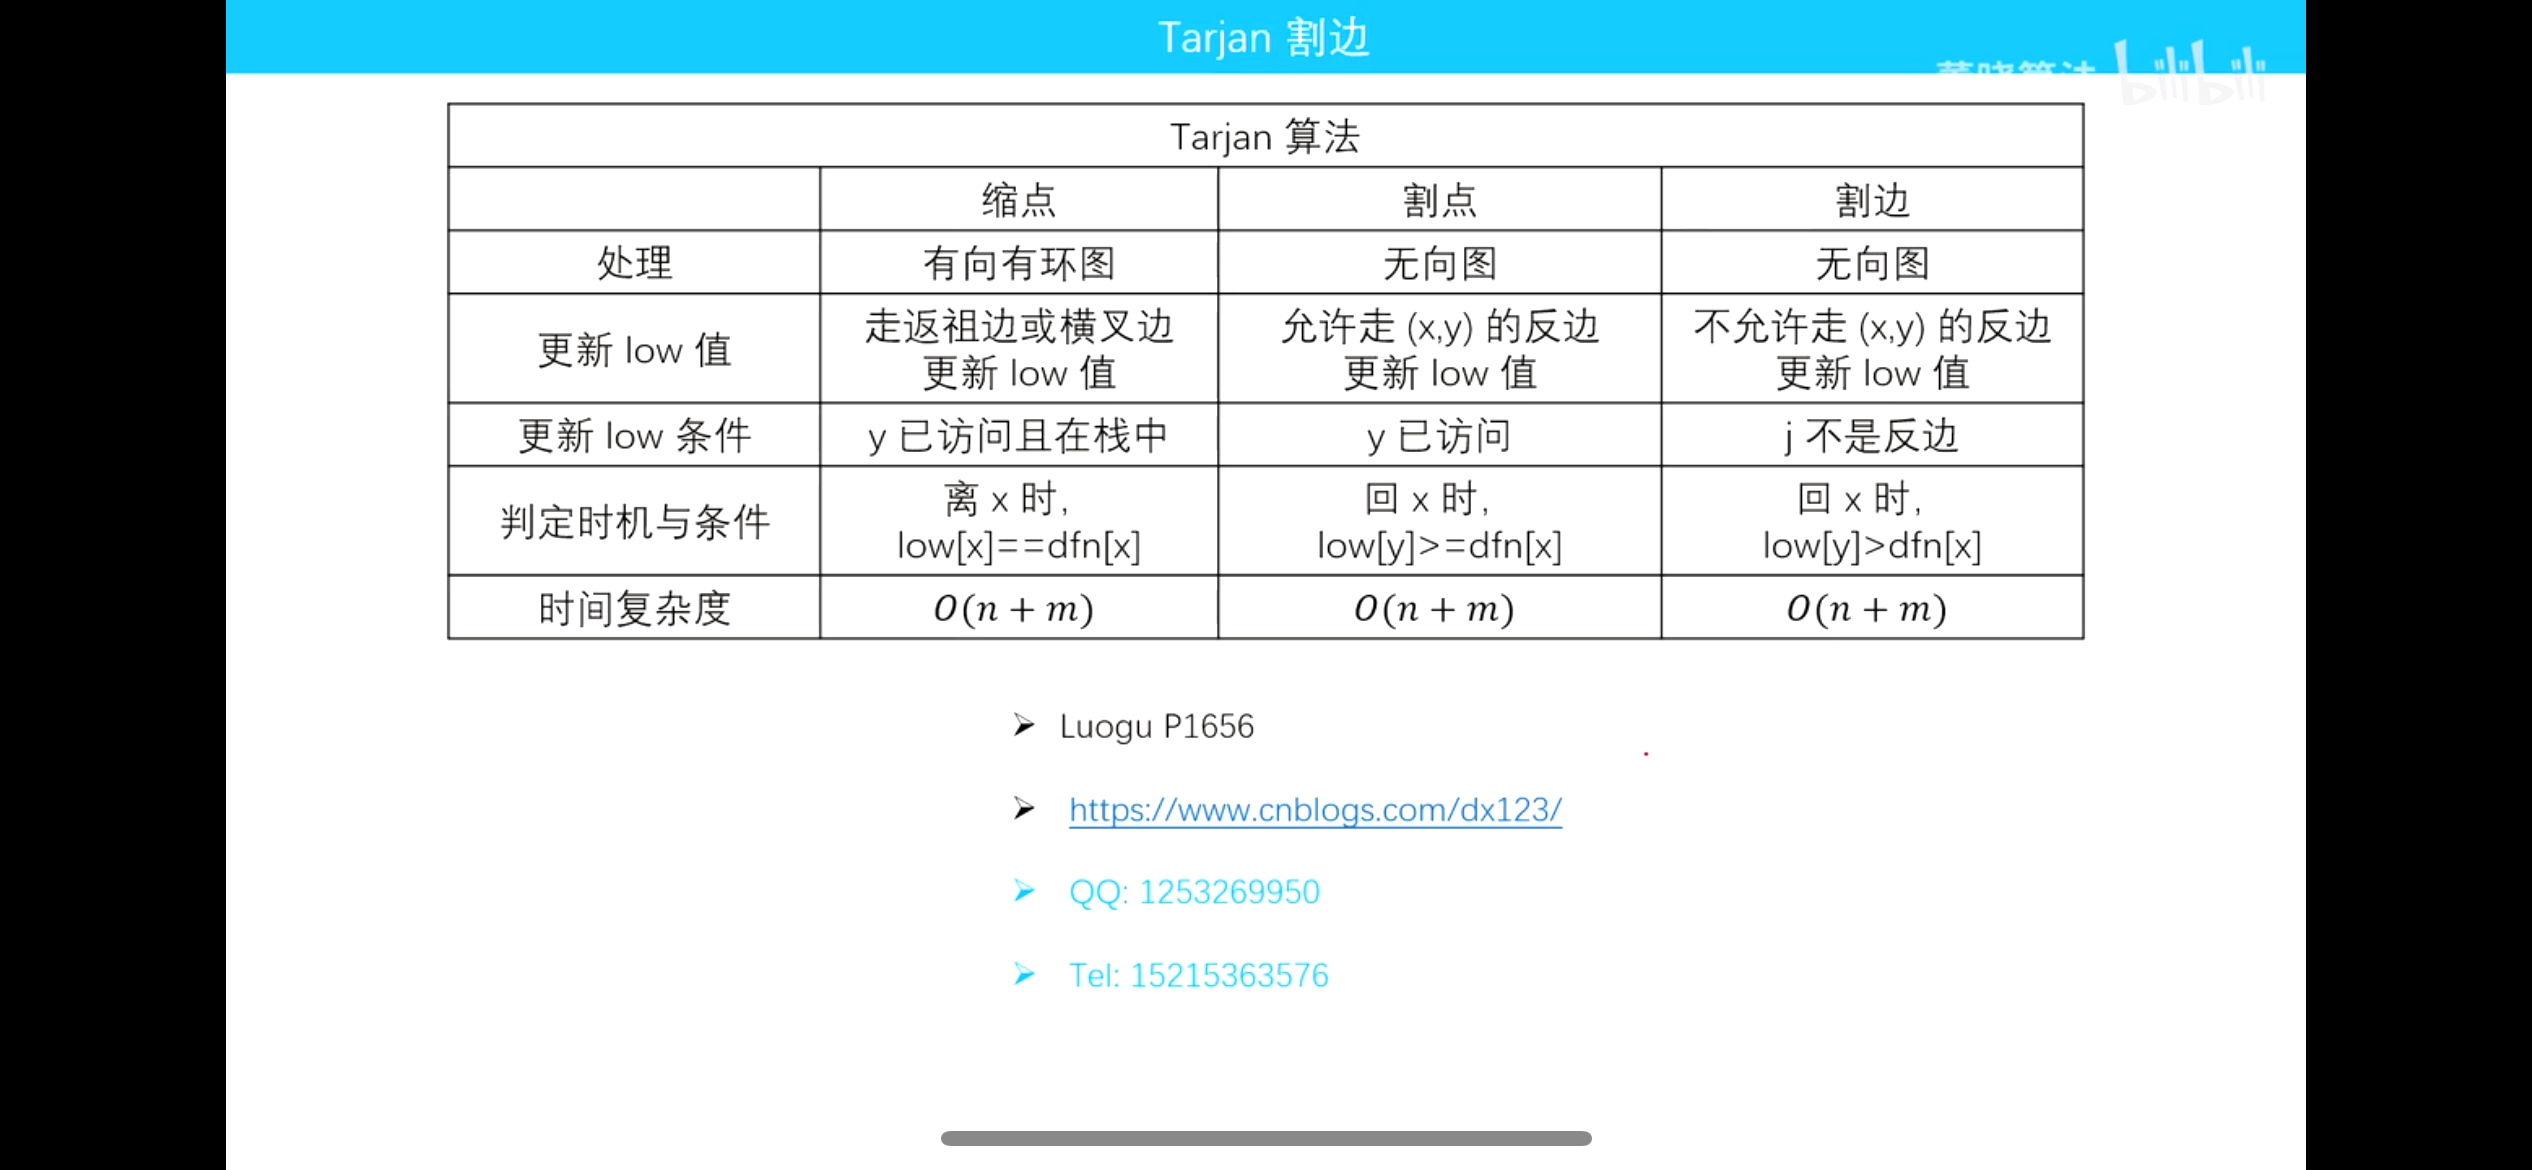 Tarjan 割边
bilibili
Tarjan 算法
缩点 割点 割边
处理 有向有环图 无向图 无向图
更新 low 值 走返祖边或横叉边 允许走 (x,y) 的反边 不允许走 (x,y) 的反边
更新 low 值 更新 low 值 更新 low 值
更新 low 条件 y 已访问且在栈中 y 已访问 j 不是反边
判定时机与条件 离 x 时, 回 x 时, 回 x 时,
low[x]==dfn[x] low[y]>=dfn[x] low[y]>dfn[x]
时间复杂度 O(n + m) O(n + m) O(n + m)
➢ Luogu P1656
➢ https://www.cnblogs.com/dx123/
➢ QQ: 1253269950
➢ Tel: 15215363576